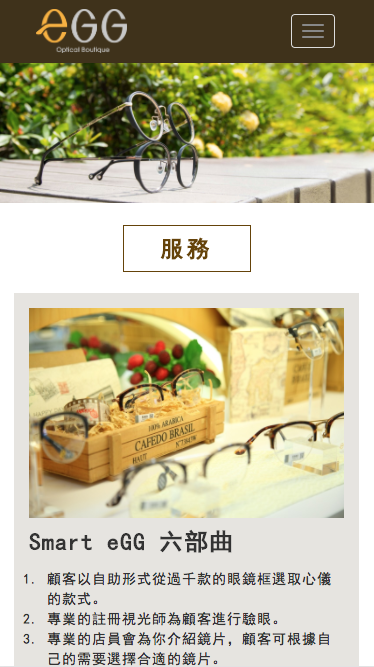 eGG
Optical Boutique
服務
100% ARABICA
CAFEDO BRASIL
HAUT
Smart eGG 六部曲
1. 顧客以自助形式從過千款的眼鏡框選取心儀
的款式。
2. 專業的註冊視光師為顧客進行驗眼。
3. 專業的店員會為你介紹鏡片，顧客可根據自
己的需要選擇合適的鏡片。